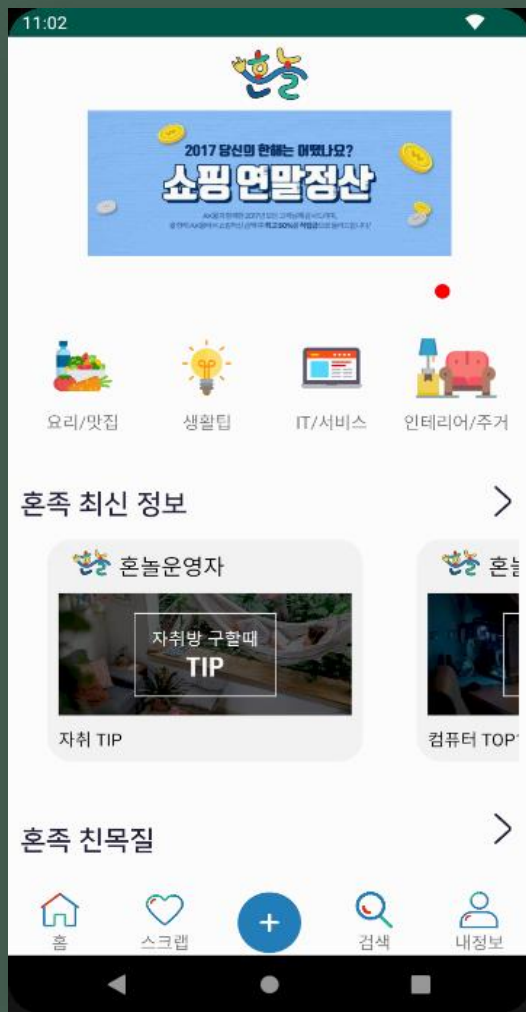 11:02
혼놀
2017 당신의 한해는 어땠나요?
쇼핑 연말정산
요리/맛집
생활팁
IT/서비스
인테리어/주거
혼족 최신 정보
혼놀 혼놀운영자
혼놀
자취방 구할때
TIP
자취 TIP
컴퓨터 TOP
혼족 친목질
홈
스크랩
+
검색
내정보